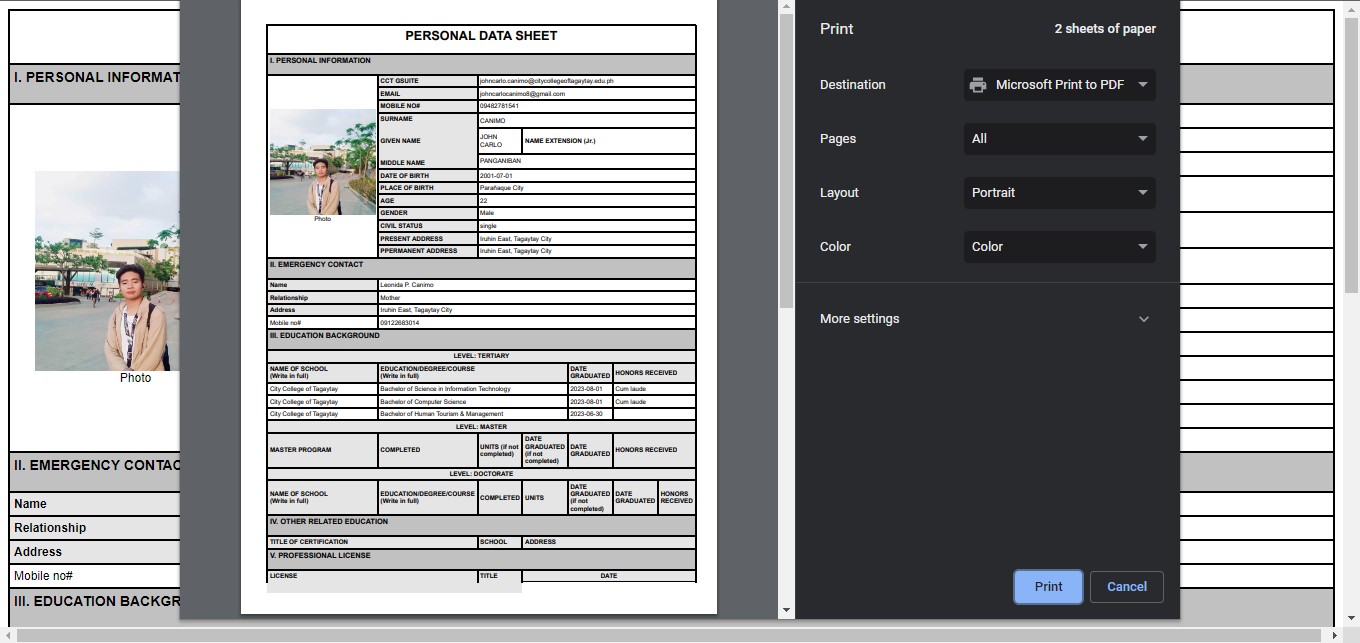 I. PERSONAL INFORMAT
Photo
II. EMERGENCY CONTAC
Name
Relationship
Address
Mobile no#
III. EDUCATION BACKGR
PERSONAL DATA SHEET
I. PERSONAL INFORMATION
Photo
CCT GSUITE johncarlo.canimo@citycollegeoftagaytay.edu.ph
EMAIL johncarlocanimo8@gmail.com
MOBILE NO# 09482781541
SURNAME CANIMO
GIVEN NAME JOHN CARLO NAME EXTENSION (Jr.)
MIDDLE NAME PANGANIBAN
DATE OF BIRTH 2001-07-01
PLACE OF BIRTH Parañaque City
AGE 22
GENDER Male
CIVIL STATUS single
PRESENT ADDRESS Iruhin East, Tagaytay City
PPERMANENT ADDRESS Iruhin East, Tagaytay City
II. EMERGENCY CONTACT
Name Leonida P. Canimo
Relationship Mother
Address Iruhin East, Tagaytay City
Mobile no# 09122683014
III. EDUCATION BACKGROUND
LEVEL: TERTIARY
NAME OF SCHOOL (Write in full) EDUCATION/DEGREE/COURSE (Write in full) DATE GRADUATED HONORS RECEIVED
City College of Tagaytay Bachelor of Science in Information Technology 2023-08-01 Cum laude
City College of Tagaytay Bachelor of Computer Science 2023-08-01 Cum laude
City College of Tagaytay Bachelor of Human Tourism & Management 2023-06-30
LEVEL: MASTER
MASTER PROGRAM COMPLETED UNITS (if not completed) DATE GRADUATED (if not completed) DATE GRADUATED HONORS RECEIVED
LEVEL: DOCTORATE
NAME OF SCHOOL (Write in full) EDUCATION/DEGREE/COURSE (Write in full) COMPLETED UNITS DATE GRADUATED (if not completed) DATE GRADUATED HONORS RECEIVED
IV. OTHER RELATED EDUCATION
TITLE OF CERTIFICATION SCHOOL ADDRESS
V. PROFESSIONAL LICENSE
LICENSE TITLE DATE
Print 2 sheets of paper
Destination Microsoft Print to PDF
Pages All
Layout Portrait
Color Color
More settings
Print Cancel